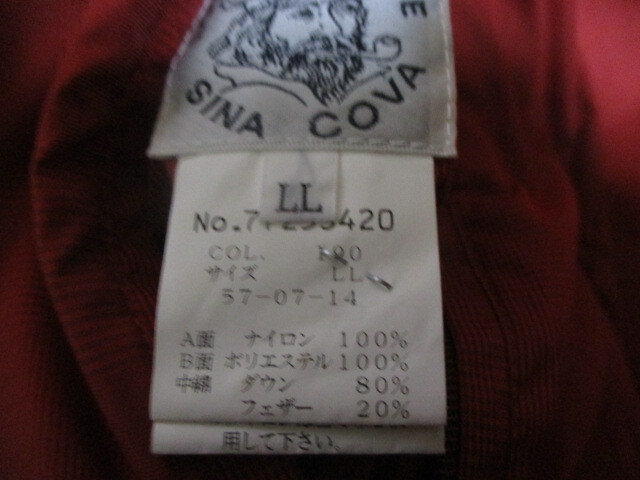 SINA COVA
LL
420
COL.
サイズ LL
57-07-14
A面 ナイロン 100%
B面 ポリエステル 100%
中綿 ダウン 80%
フェザー 20%
用して下さい.